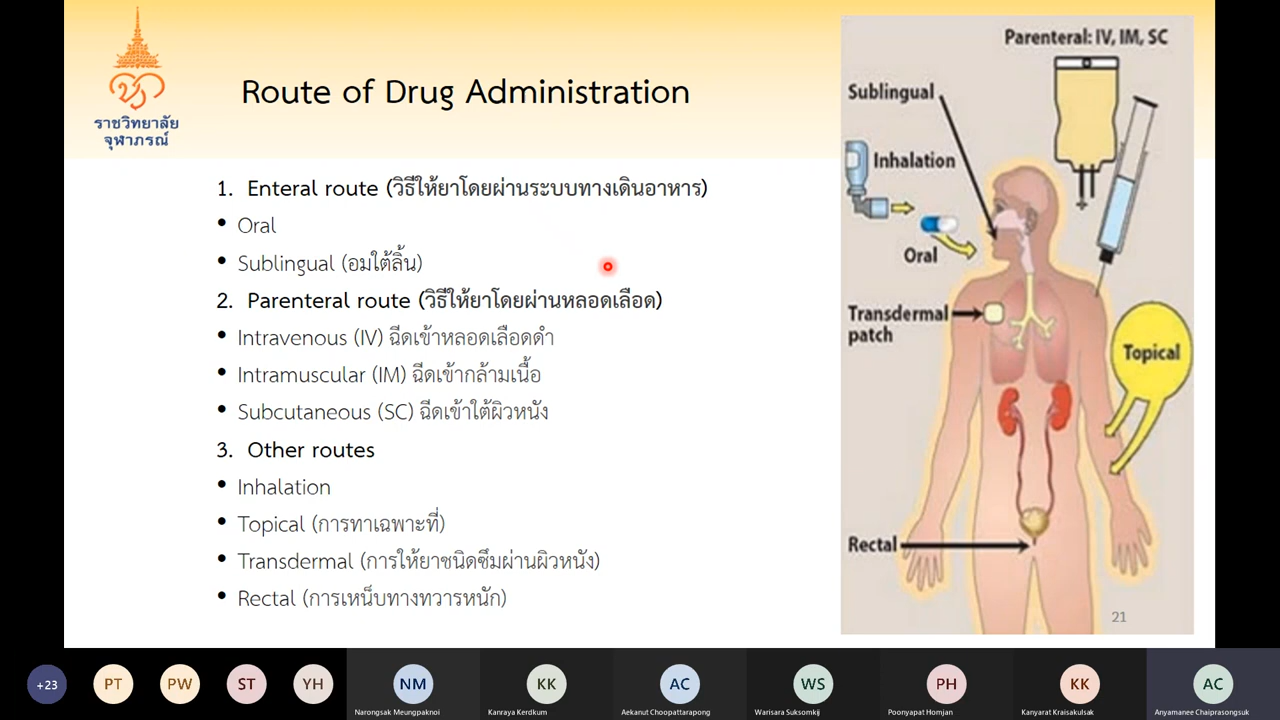 ราชวิทยาลัย
จุฬาภรณ์
Route of Drug Administration
1. Enteral route (วิธีให้ยาโดยผ่านระบบทางเดินอาหาร)
• Oral
• Sublingual (อมใต้ลิ้น)
2. Parenteral route (วิธีให้ยาโดยผ่านหลอดเลือด)
• Intravenous (IV) ฉีดเข้าหลอดเลือดดำ
• Intramuscular (IM) ฉีดเข้ากล้ามเนื้อ
• Subcutaneous (SC) ฉีดเข้าใต้ผิวหนัง
3. Other routes
• Inhalation
• Topical (การทาเฉพาะที่)
• Transdermal (การให้ยาชนิดซึมผ่านผิวหนัง)
• Rectal (การเหน็บทางทวารหนัก)
Parenteral: IV, IM, SC
Sublingual
Inhalation
Oral
Transdermal
patch
Topical
Rectal
21
+23
PT
PW
ST
YH
NM
KK
AC
WS
PH
KK
AC
Narongsak Meungpaknoi
Kanraya Kerdkum
Aekanut Choopattarapong
Warisara Suksomkij
Poonyapat Homjan
Kanyarat Kraisakulsak
Anyamanee Chaiprasongsuk